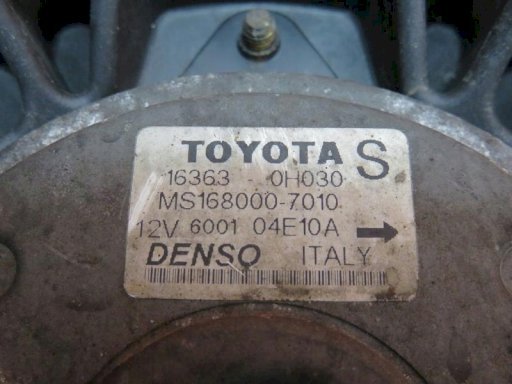 TOYOTA S
16363 - 0H030
MS168000-7010
12V 6001 04E10A
DENSO ITALY